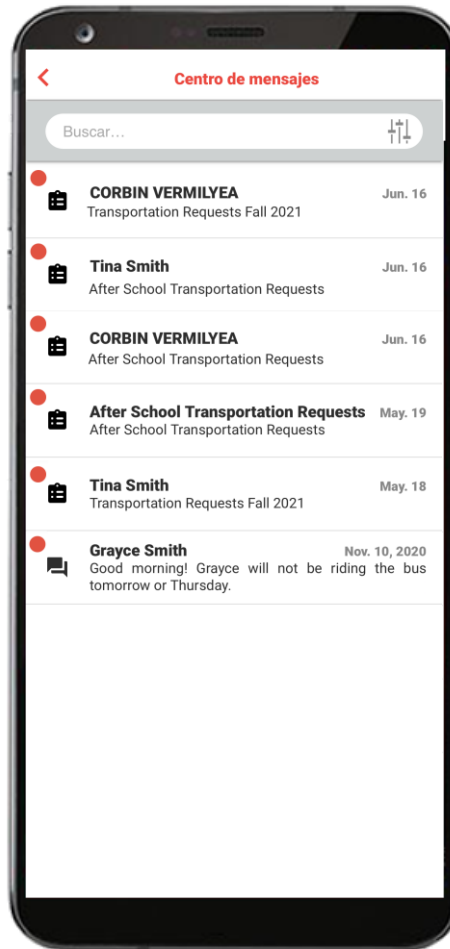 Centro de mensajes
Buscar...
CORBIN VERMILYEA Jun. 16
Transportation Requests Fall 2021
Tina Smith Jun. 16
After School Transportation Requests
CORBIN VERMILYEA Jun. 16
After School Transportation Requests
After School Transportation Requests May. 19
After School Transportation Requests
Tina Smith May. 18
Transportation Requests Fall 2021
Grayce Smith Nov. 10, 2020
Good morning! Grayce will not be riding the bus
tomorrow or Thursday.